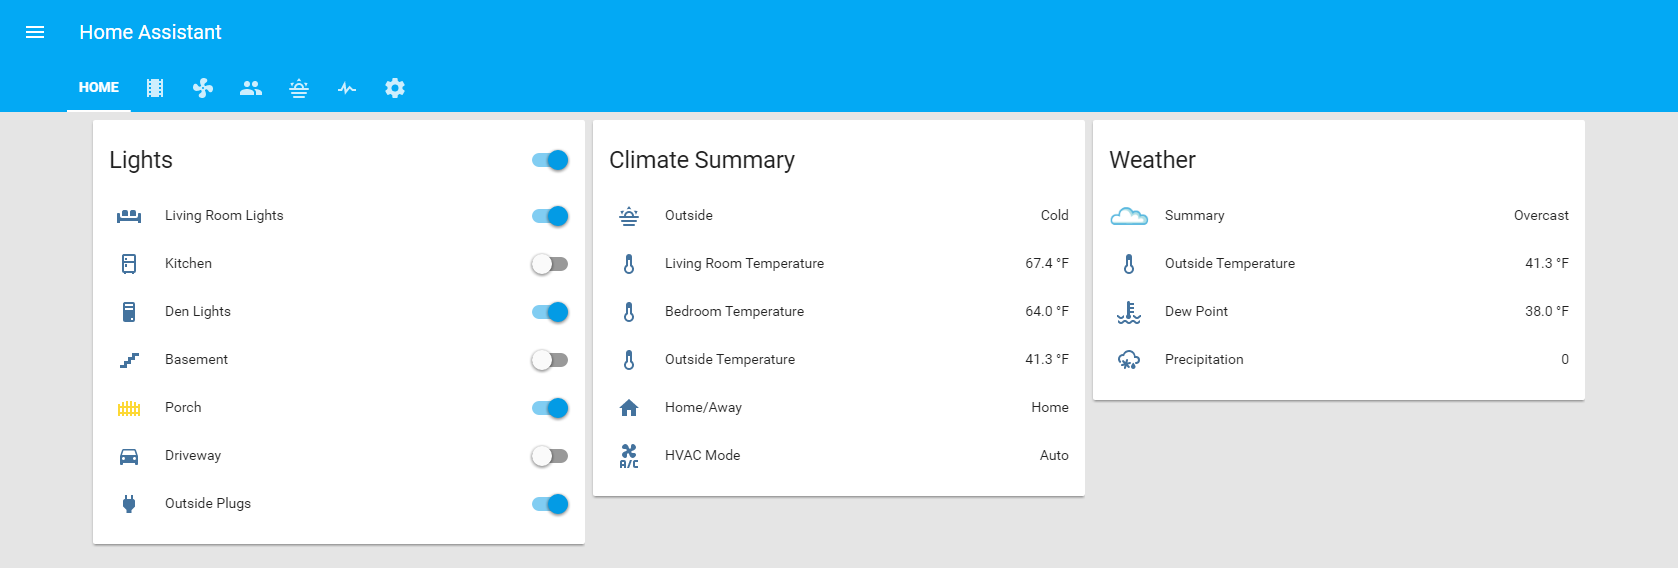 Home Assistant
HOME
Lights
Living Room Lights
Kitchen
Den Lights
Basement
Porch
Driveway
Outside Plugs
Climate Summary
Outside Cold
Living Room Temperature 67.4 °F
Bedroom Temperature 64.0 °F
Outside Temperature 41.3 °F
Home/Away Home
A/C HVAC Mode Auto
Weather
Summary Overcast
Outside Temperature 41.3 °F
Dew Point 38.0 °F
Precipitation 0